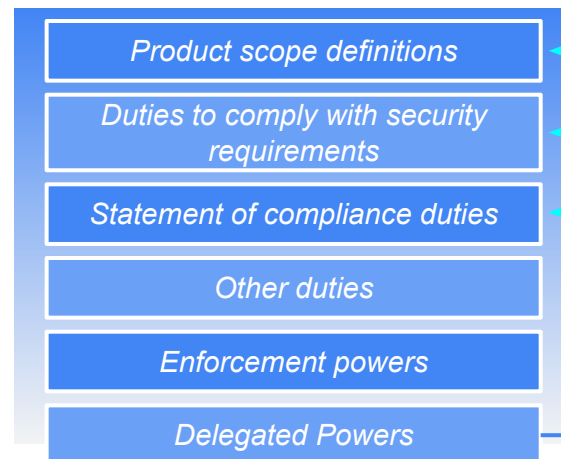 Product scope definitions
Duties to comply with security
requirements
Statement of compliance duties
Other duties
Enforcement powers
Delegated Powers